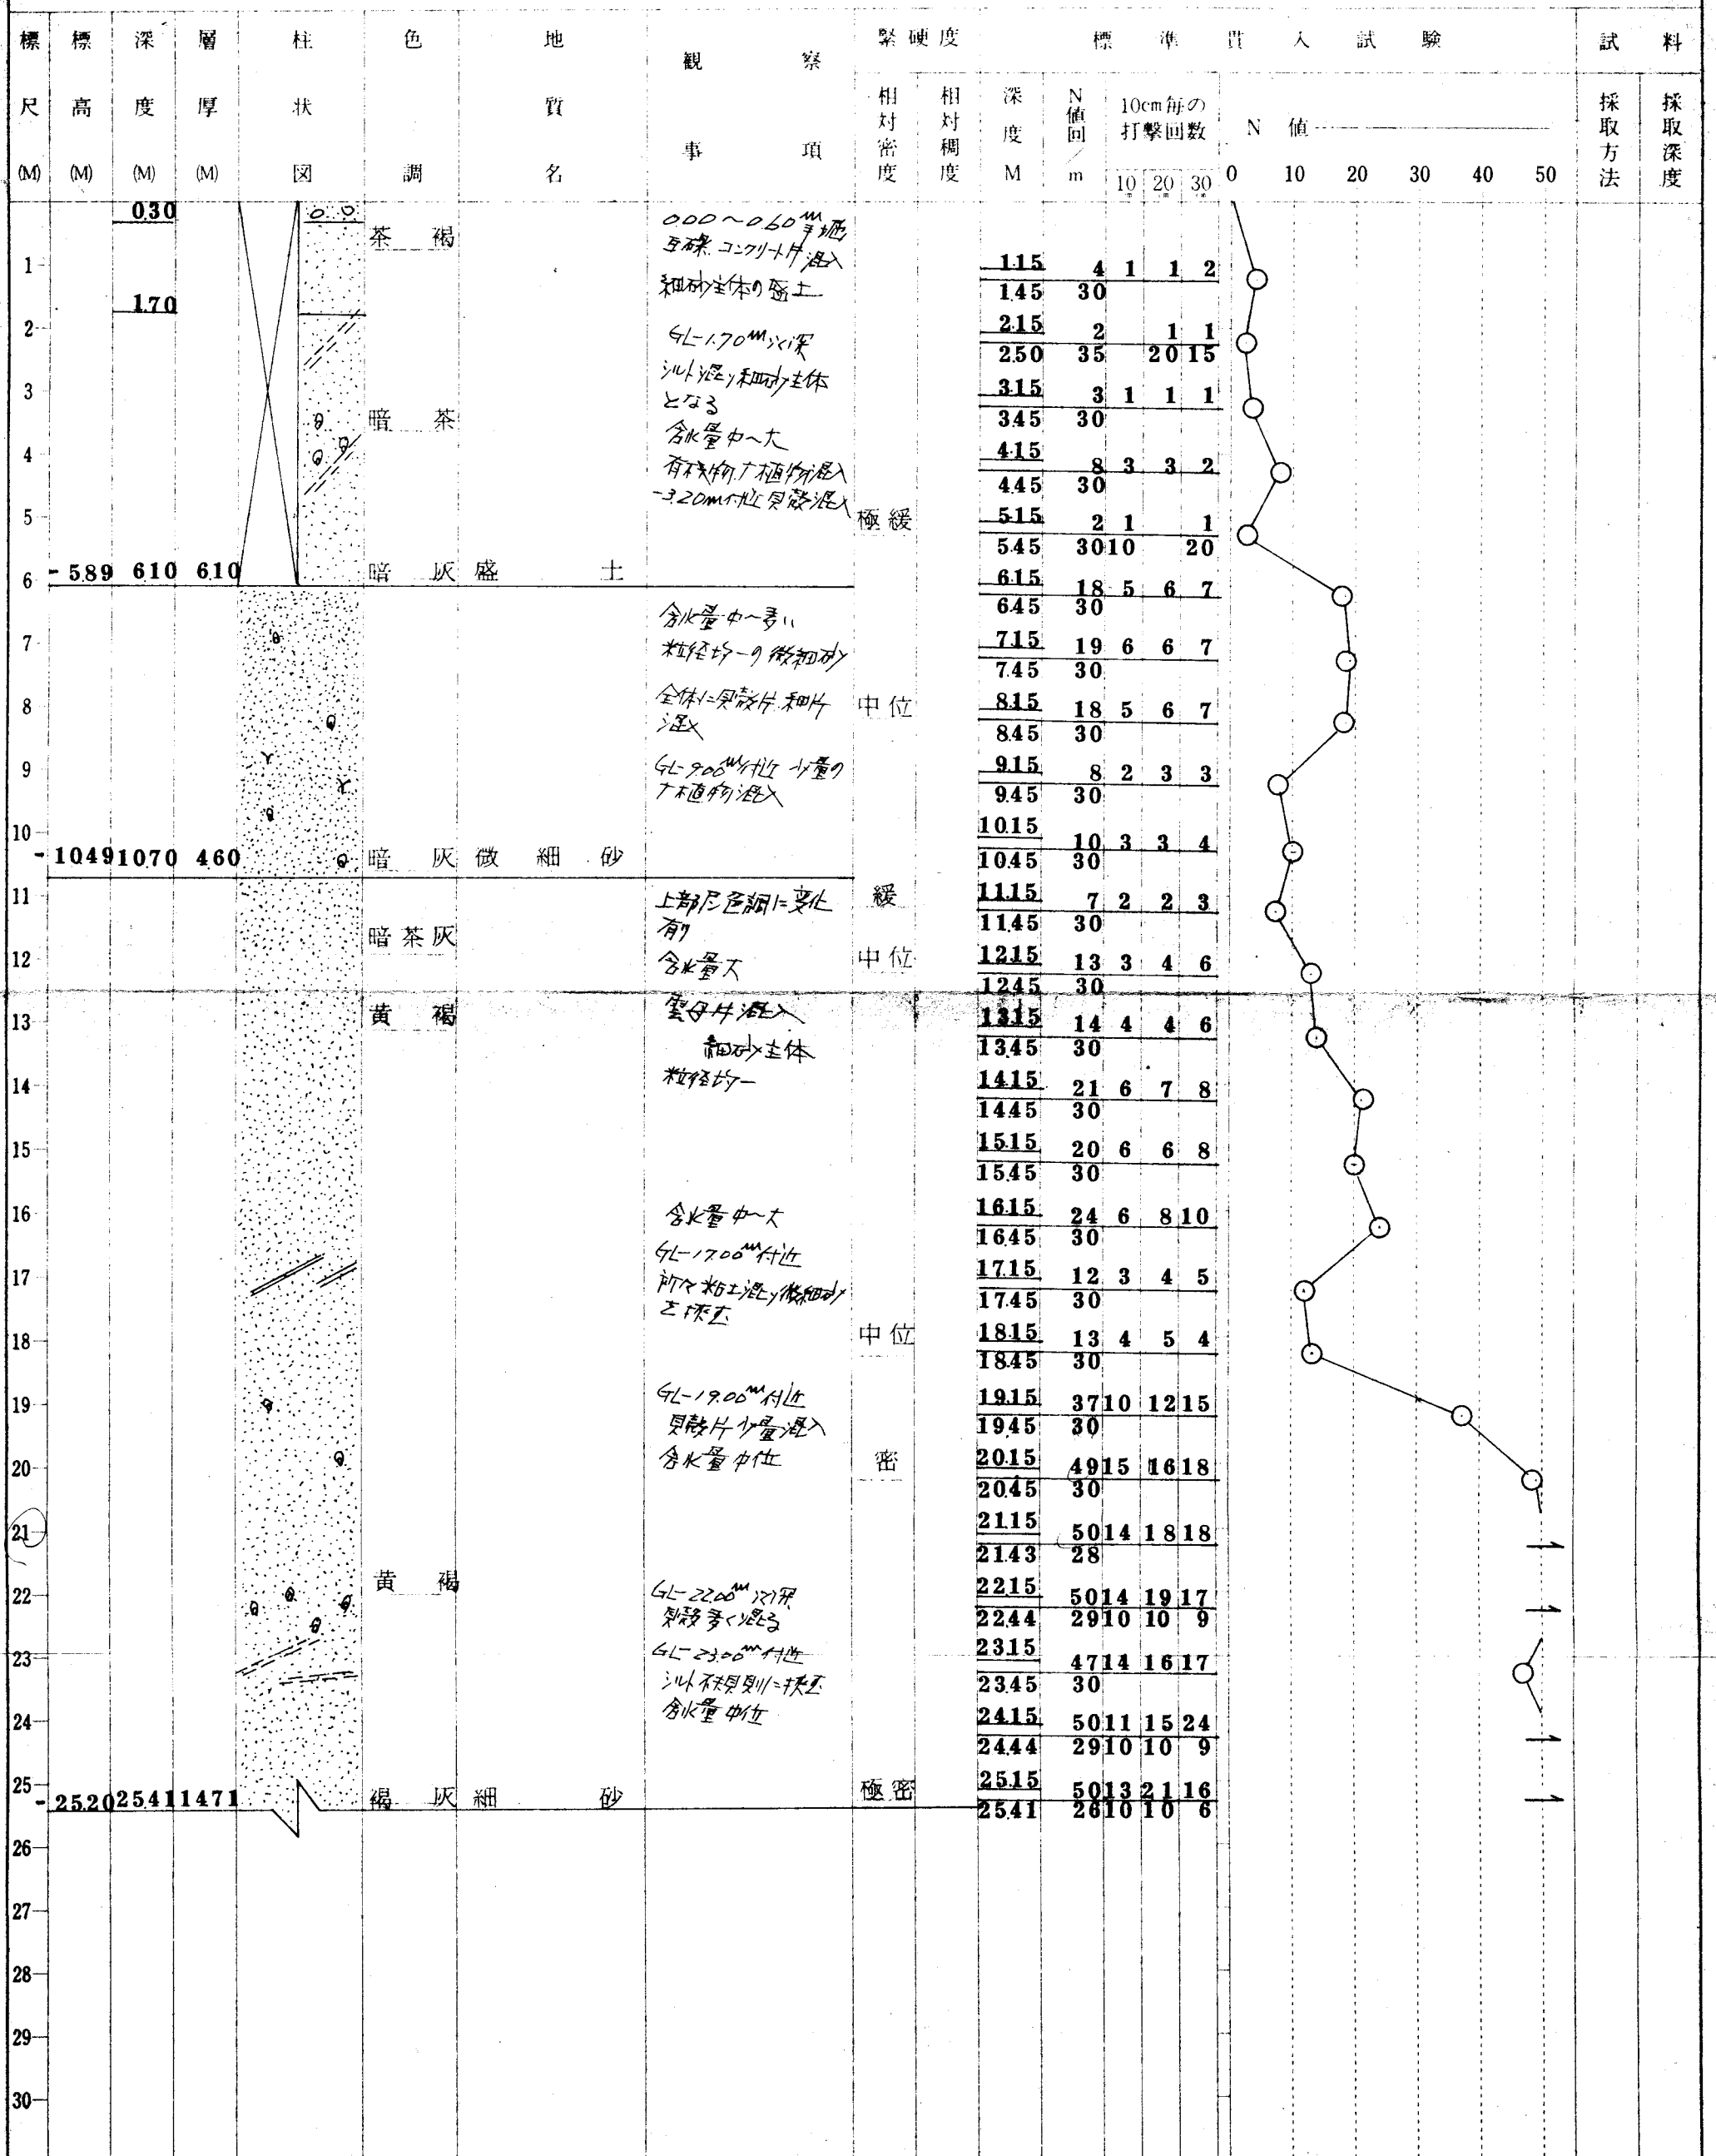 標尺(M) 標高(M) 深度(M) 層厚(M) 柱状図 色調 地質名 観察事項 緊硬度 相対密度 相対稠度 標準貫入試験 深度M N値回/m 10cm毎の打撃回数 10 20 30 N値 0 10 20 30 40 50 試料 採取方法 採取深度
0.30
茶褐
0.00～0.60m手掘
コンクリート片混入
細砂主体の盛土
1 1.15 4 1 1 2
1.45 30
1.70
2 2.15 2 1 1
2.50 35 20 15
GL-1.70m以深
シルト混り細砂主体
となる
3 3.15 3 1 1 1
3.45 30
暗茶
含水量中～大
有機物、木植物混入
-3.20m付近貝殻混入
4 4.15 8 3 3 2
4.45 30
極緩
5 5.15 2 1 1
5.45 30 10 20
6 -5.89 6.10 6.10 暗灰 盛土
6.15 18 5 6 7
6.45 30
含水量中～多い
粒径均一の微細砂
7 7.15 19 6 6 7
7.45 30
全体に貝殻片、細片
混入
中位
8 8.15 18 5 6 7
8.45 30
GL-9.00m付近 少量の
木植物混入
9 9.15 8 2 3 3
9.45 30
10 10.15 10 3 3 4
10.45 30
-10.49 10.70 4.60 暗灰 微細砂
上部層色調に変化
有り
緩
11 11.15 7 2 2 3
11.45 30
暗茶灰
含水量大
中位
12 12.15 13 3 4 6
12.45 30
黄褐
雲母片混入
細砂主体
粒径均一
13 13.15 14 4 4 6
13.45 30
14 14.15 21 6 7 8
14.45 30
15 15.15 20 6 6 8
15.45 30
含水量中～大
16 16.15 24 6 8 10
16.45 30
GL-17.00m付近
所々粘土混り微細砂
を挟む
17 17.15 12 3 4 5
17.45 30
中位
18 18.15 13 4 5 4
18.45 30
GL-19.00m付近
貝殻片少量混入
含水量中位
19 19.15 37 10 12 15
19.45 30
密
20 20.15 49 15 16 18
20.45 30
21 21.15 50 14 18 18
21.43 28
黄褐
GL-22.00m以深
貝殻多く混る
22 22.15 50 14 19 17
22.44 29 10 10 9
GL-23.00m付近
シルト不規則に挟む
含水量中位
23 23.15 47 14 16 17
23.45 30
24 24.15 50 11 15 24
24.44 29 10 10 9
25 25.15 50 13 21 16
-25.20 25.41 14.71 褐灰 細砂 極密
25.41 26 10 10 6
26
27
28
29
30